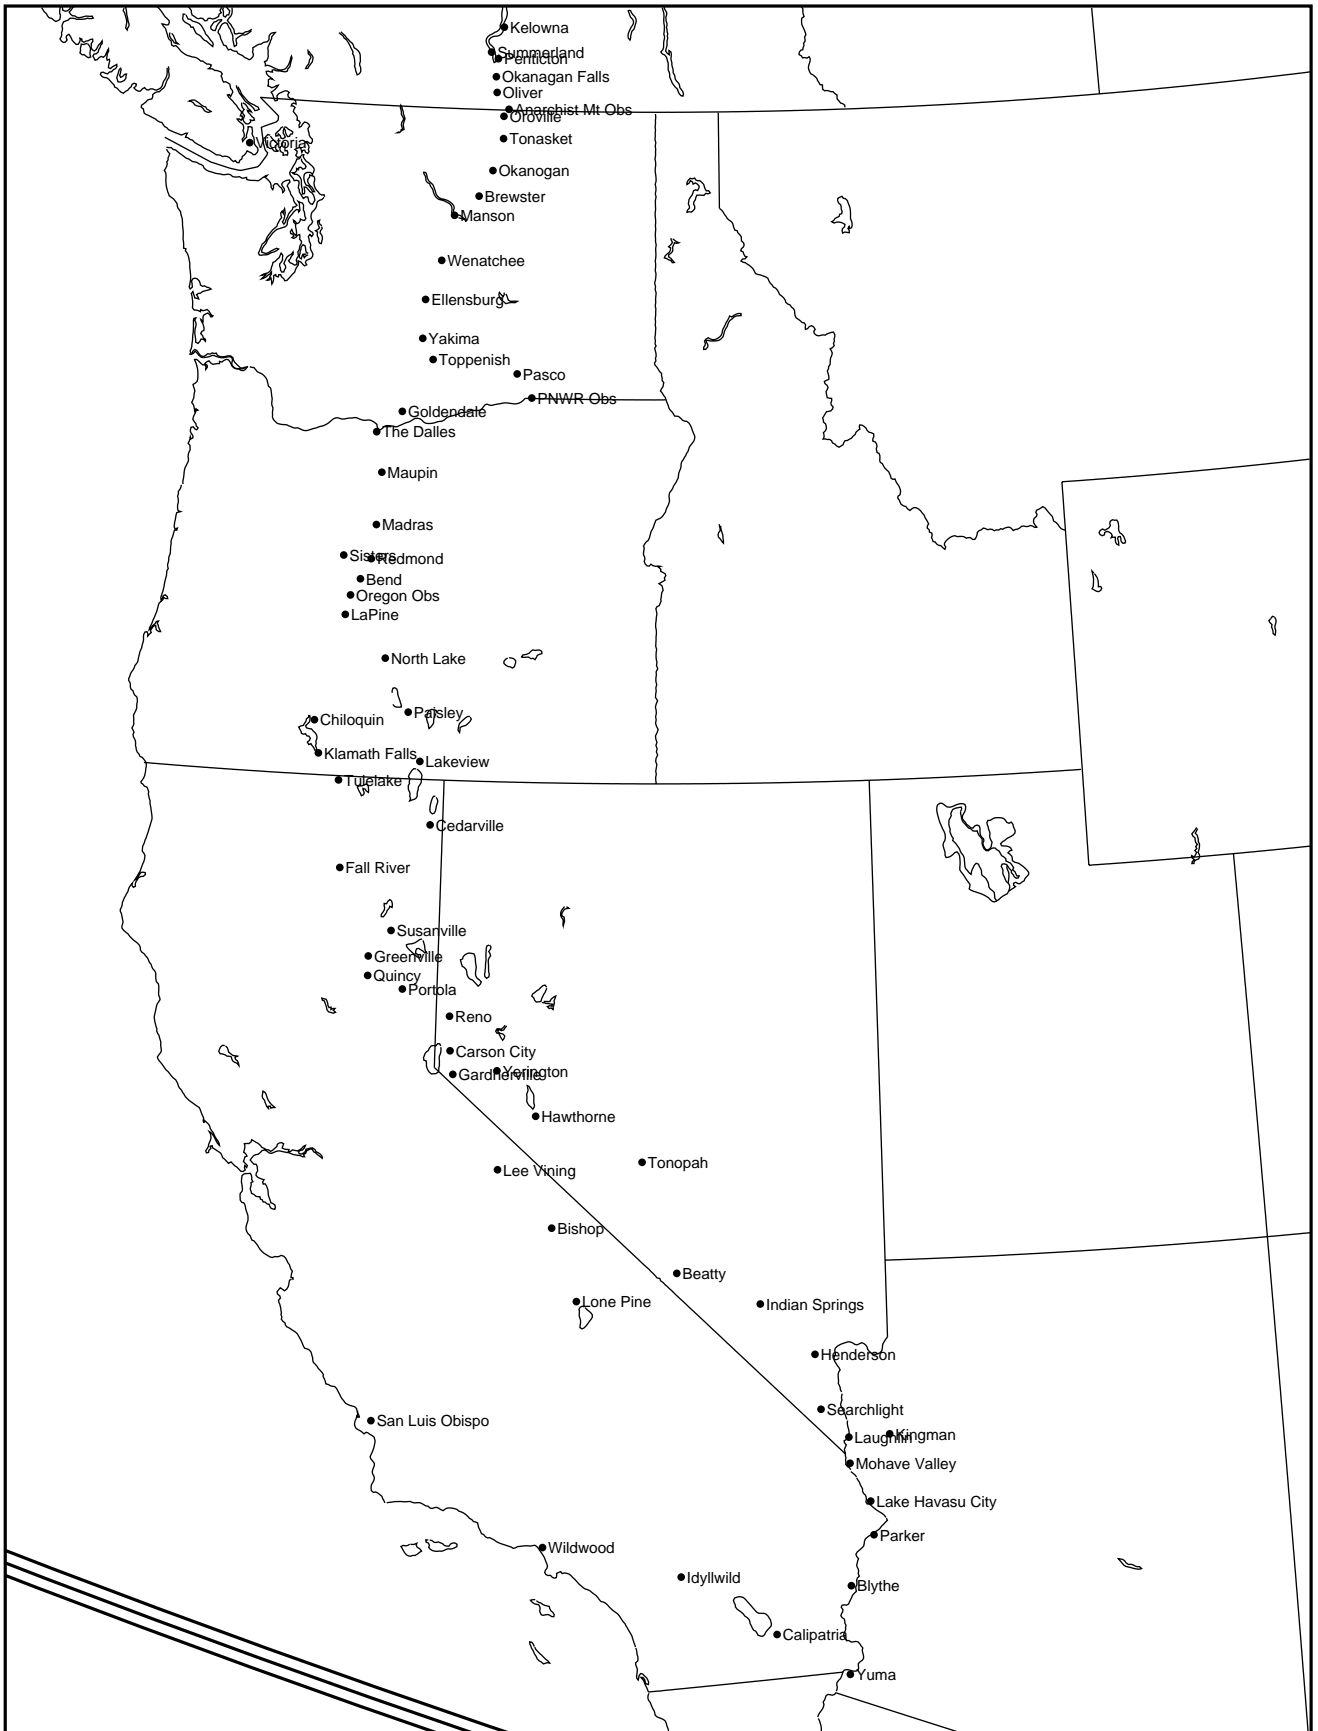 Kelowna
Summerland
Penticton
Okanagan Falls
Oliver
Anarchist Mt Obs
Oroville
Tonasket
Victoria
Okanogan
Brewster
Manson
Wenatchee
Ellensburg
Yakima
Toppenish
Pasco
PNWR Obs
Goldendale
The Dalles
Maupin
Madras
Sisters
Redmond
Bend
Oregon Obs
LaPine
North Lake
Paisley
Chiloquin
Klamath Falls
Lakeview
Tulelake
Cedarville
Fall River
Susanville
Greenville
Quincy
Portola
Reno
Carson City
Yerington
Gardnerville
Hawthorne
Tonopah
Lee Vining
Bishop
Beatty
Lone Pine
Indian Springs
Henderson
Searchlight
San Luis Obispo
Kingman
Laughlin
Mohave Valley
Lake Havasu City
Parker
Wildwood
Idyllwild
Blythe
Calipatria
Yuma